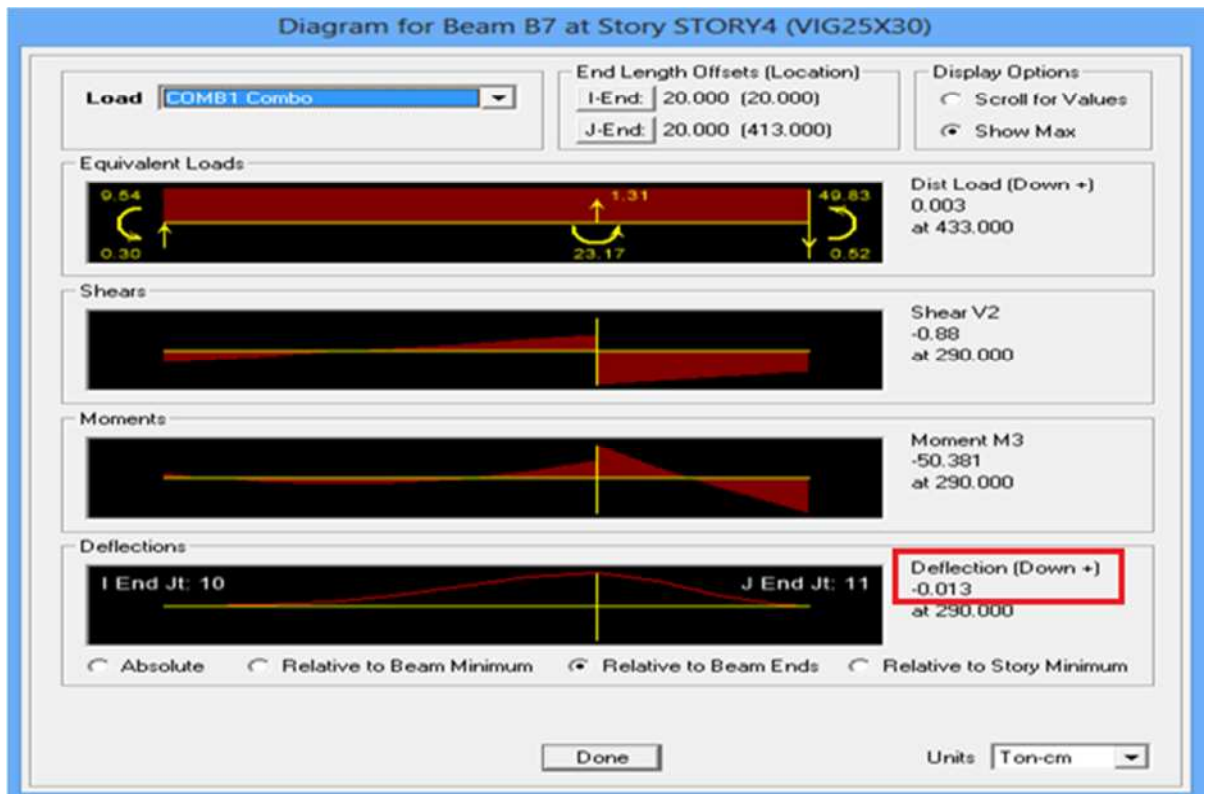 Diagram for Beam B7 at Story STORY4 (VIG25X30)
Load COMB1 Combo
End Length Offsets (Location)
I-End: 20.000 (20.000)
J-End: 20.000 (413.000)
Display Options
Scroll for Values
Show Max
Equivalent Loads
9.54 1.31 49.83
0.30 23.17 0.52
Dist Load (Down +)
0.003
at 433.000
Shears
Shear V2
-0.88
at 290.000
Moments
Moment M3
-50.381
at 290.000
Deflections
I End Jt: 10 J End Jt: 11
Deflection (Down +)
-0.013
at 290.000
Absolute Relative to Beam Minimum Relative to Beam Ends Relative to Story Minimum
Done Units Ton-cm